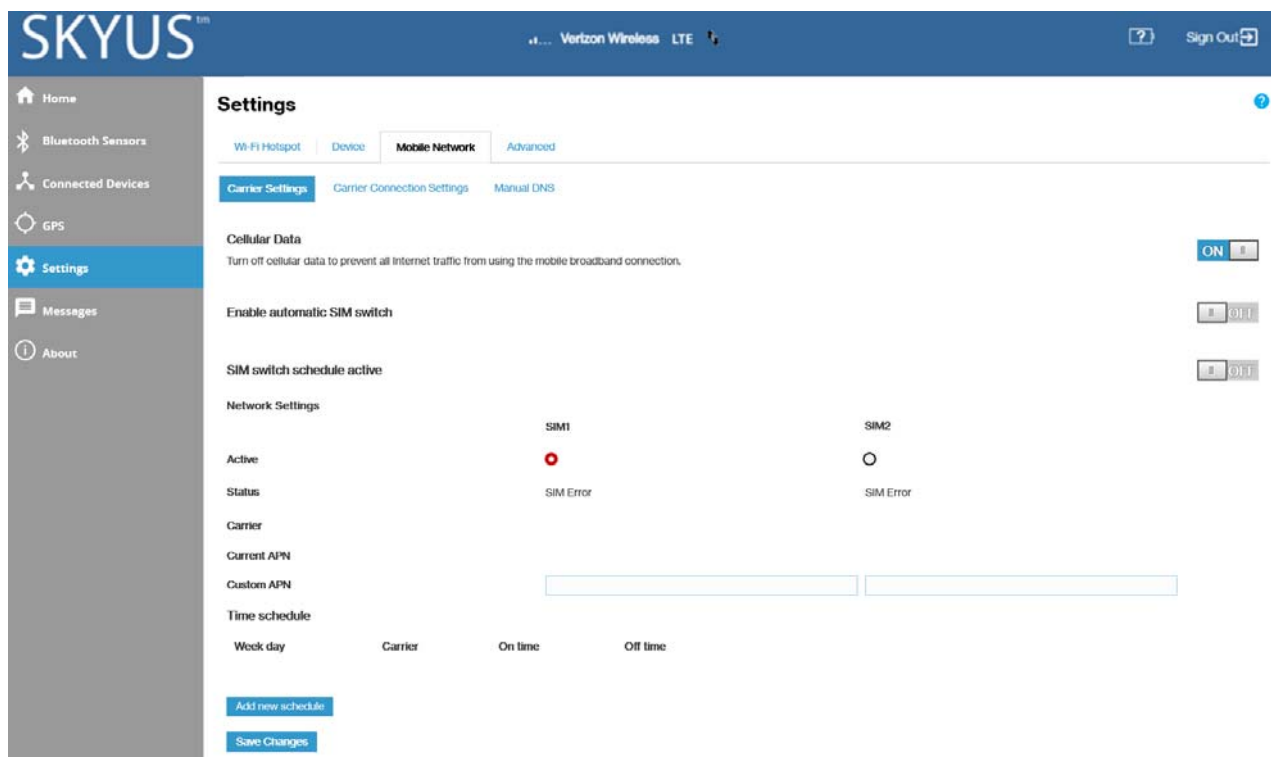 SKYUS tm
Verizon Wireless LTE
Sign Out
Home
Bluetooth Sensors
Connected Devices
GPS
Settings
Messages
About
Settings
Wi-Fi Hotspot Device Mobile Network Advanced
Carrier Settings Carrier Connection Settings Manual DNS
Cellular Data
ON
Turn off cellular data to prevent all Internet traffic from using the mobile broadband connection.
Enable automatic SIM switch
OFF
SIM switch schedule active
OFF
Network Settings
SIM1 SIM2
Active
Status SIM Error SIM Error
Carrier
Current APN
Custom APN
Time schedule
Week day Carrier On time Off time
Add new schedule
Save Changes